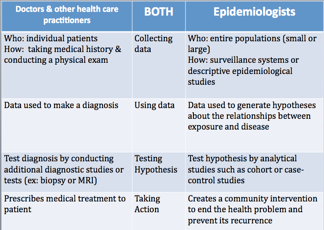 Doctors & other health care
practitioners
BOTH
Epidemiologists
Who: individual patients
How: taking medical history &
conducting a physical exam
Collecting
data
Who: entire populations (small or
large)
How: surveillance systems or
descriptive epidemiological
studies
Data used to make a diagnosis
Using data
Data used to generate hypotheses
about the relationships between
exposure and disease
Test diagnosis by conducting
additional diagnostic studies or
tests (ex: biopsy or MRI)
Testing
Hypothesis
Test hypothesis by analytical
studies such as cohort or case-
control studies
Prescribes medical treatment to
patient
Taking
Action
Creates a community intervention
to end the health problem and
prevent its recurrence